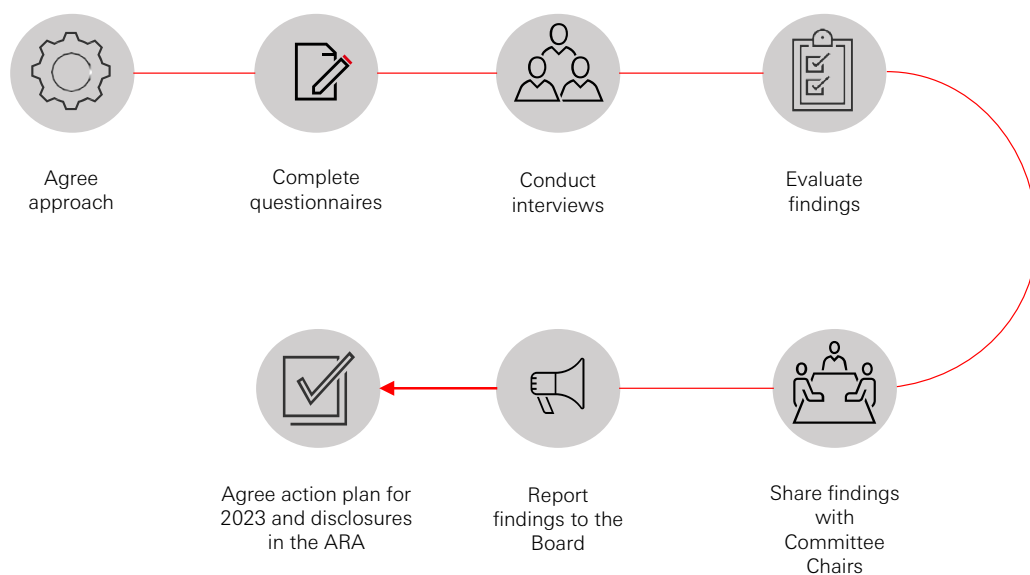 Agree
approach
Complete
questionnaires
Conduct
interviews
Evaluate
findings
Share findings
with
Committee
Chairs
Report
findings to the
Board
Agree action plan for
2023 and disclosures
in the ARA